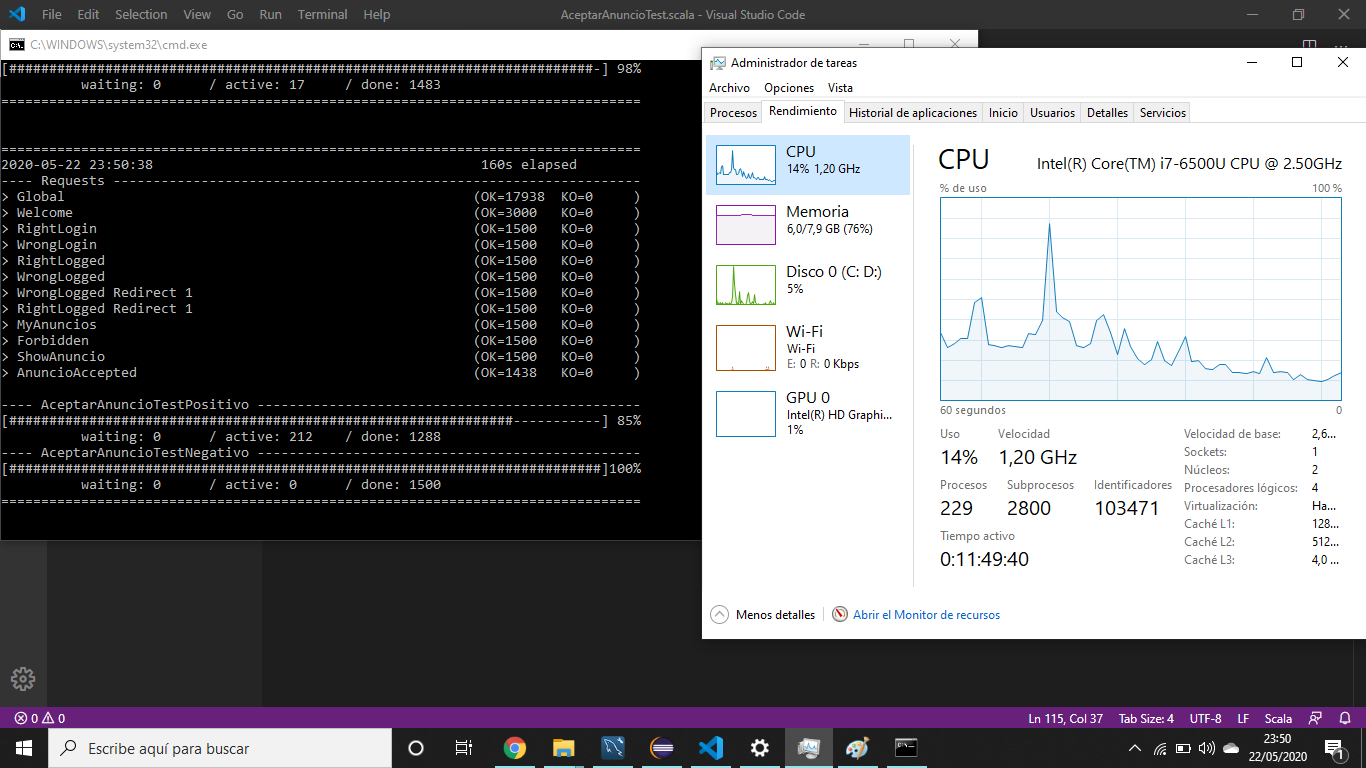 File Edit Selection View Go Run Terminal Help AceptarAnuncioTest.scala - Visual Studio Code
C:\WINDOWS\system32\cmd.exe
[#########################################################################-] 98%
waiting: 0 / active: 17 / done: 1483
================================================================================
================================================================================
2020-05-22 23:50:38 160s elapsed
---- Requests ------------------------------------------------------------------
> Global (OK=17938 KO=0 )
> Welcome (OK=3000 KO=0 )
> RightLogin (OK=1500 KO=0 )
> WrongLogin (OK=1500 KO=0 )
> RightLogged (OK=1500 KO=0 )
> WrongLogged (OK=1500 KO=0 )
> WrongLogged Redirect 1 (OK=1500 KO=0 )
> RightLogged Redirect 1 (OK=1500 KO=0 )
> MyAnuncios (OK=1500 KO=0 )
> Forbidden (OK=1500 KO=0 )
> ShowAnuncio (OK=1500 KO=0 )
> AnuncioAccepted (OK=1438 KO=0 )
---- AceptarAnuncioTestPositivo ------------------------------------------------
[###############################################################-----------] 85%
waiting: 0 / active: 212 / done: 1288
---- AceptarAnuncioTestNegativo ------------------------------------------------
[##########################################################################]100%
waiting: 0 / active: 0 / done: 1500
================================================================================
Administrador de tareas
Archivo Opciones Vista
Procesos Rendimiento Historial de aplicaciones Inicio Usuarios Detalles Servicios
CPU
14% 1,20 GHz
Memoria
6,0/7,9 GB (76%)
Disco 0 (C: D:)
5%
Wi-Fi
Wi-Fi
E: 0 R: 0 Kbps
GPU 0
Intel(R) HD Graphi...
1%
CPU Intel(R) Core(TM) i7-6500U CPU @ 2.50GHz
% de uso 100 %
60 segundos 0
Uso Velocidad
14% 1,20 GHz
Procesos Subprocesos Identificadores
229 2800 103471
Tiempo activo
0:11:49:40
Velocidad de base: 2,6...
Sockets: 1
Núcleos: 2
Procesadores lógicos: 4
Virtualización: Ha...
Caché L1: 128...
Caché L2: 512...
Caché L3: 4,0 ...
Menos detalles Abrir el Monitor de recursos
0 0 Ln 115, Col 37 Tab Size: 4 UTF-8 LF Scala
Escribe aquí para buscar
23:50
22/05/2020
1